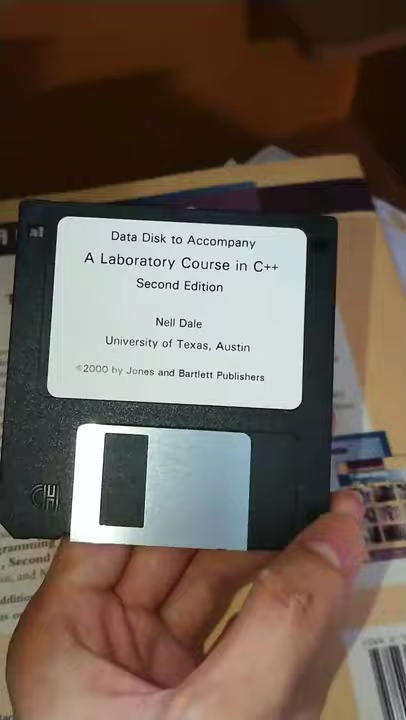 Data Disk to Accompany
A Laboratory Course in C++
Second Edition
Nell Dale
University of Texas, Austin
©2000 by Jones and Bartlett Publishers